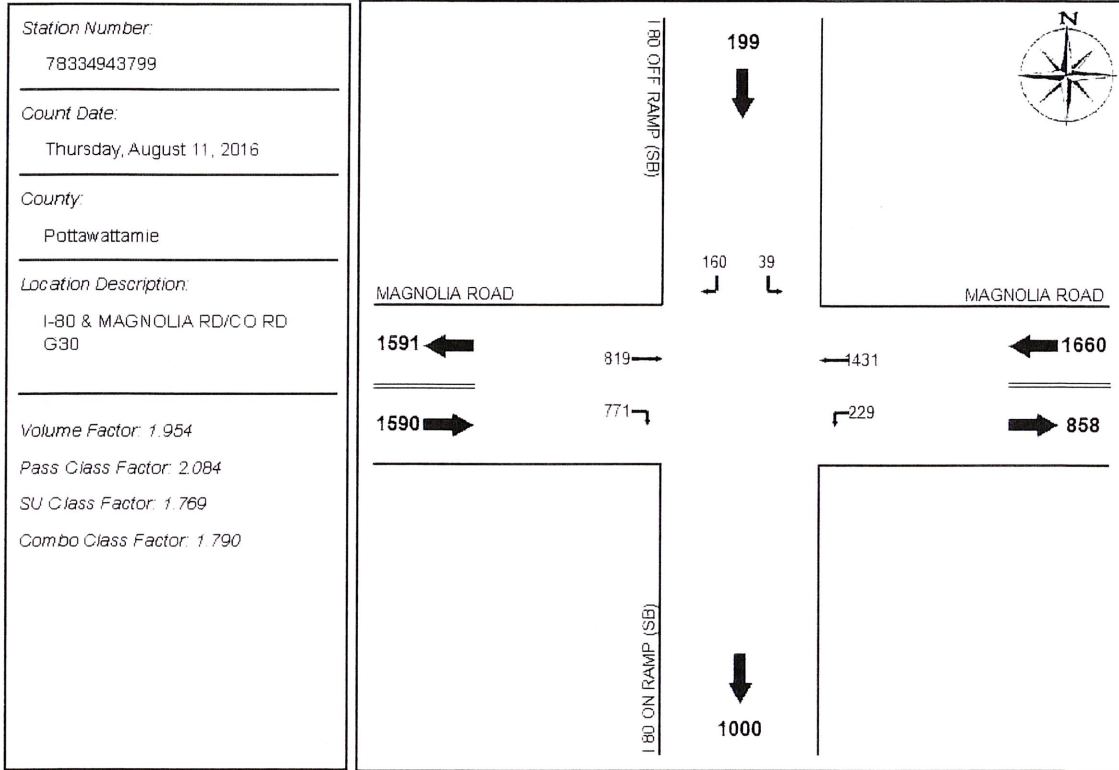 Station Number:
78334943799
Count Date:
Thursday, August 11, 2016
County:
Pottawattamie
Location Description:
I-80 & MAGNOLIA RD/CO RD
G30
Volume Factor: 1.954
Pass Class Factor: 2.084
SU Class Factor: 1.769
Combo Class Factor: 1.790
N
I 80 OFF RAMP (SB)
199
160 39
MAGNOLIA ROAD
MAGNOLIA ROAD
1591
819
1431
1660
1590
771
229
858
I 80 ON RAMP (SB)
1000